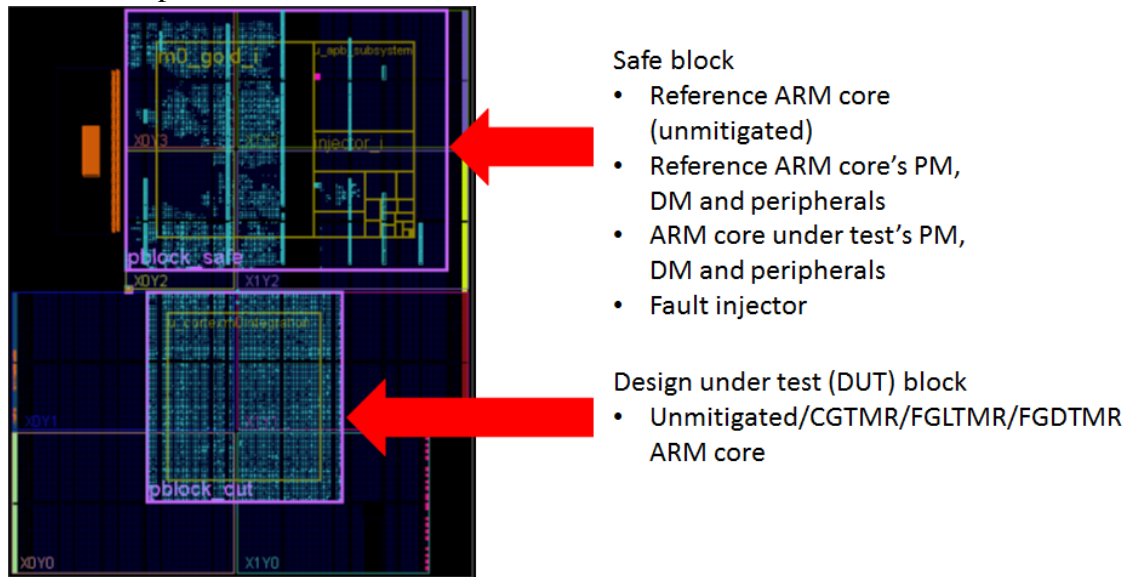 m0_gold_i
u_apb_subsystem
X0Y3
injector_i
pblock_safe
X0Y2
X1Y2
u_cortexm0integration
X0Y1
pblock_cut
X0Y0
X1Y0
Safe block
• Reference ARM core
(unmitigated)
• Reference ARM core’s PM,
DM and peripherals
• ARM core under test’s PM,
DM and peripherals
• Fault injector
Design under test (DUT) block
• Unmitigated/CGTMR/FGLTMR/FGDTMR
ARM core